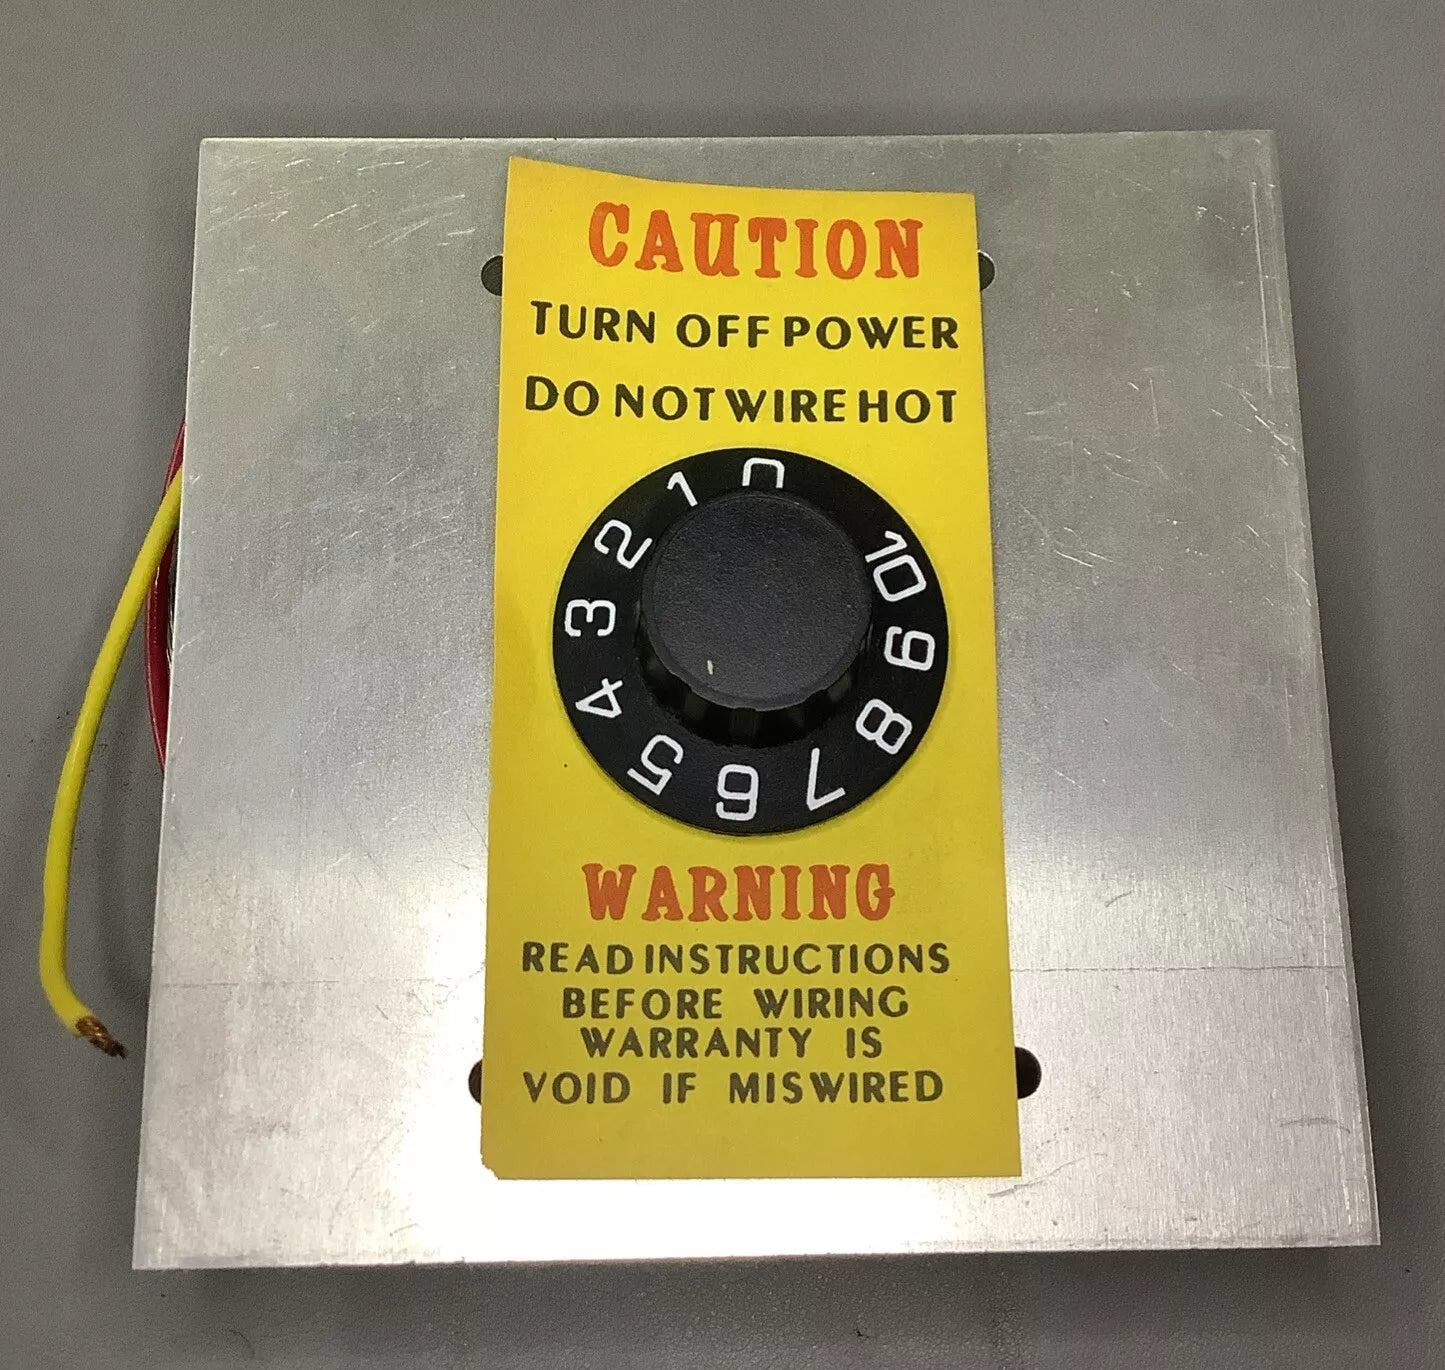 CAUTION
TURN OFF POWER
DO NOT WIRE HOT
0
1
2
3
4
5
6
7
8
9
10
WARNING
READ INSTRUCTIONS
BEFORE WIRING
WARRANTY IS
VOID IF MISWIRED